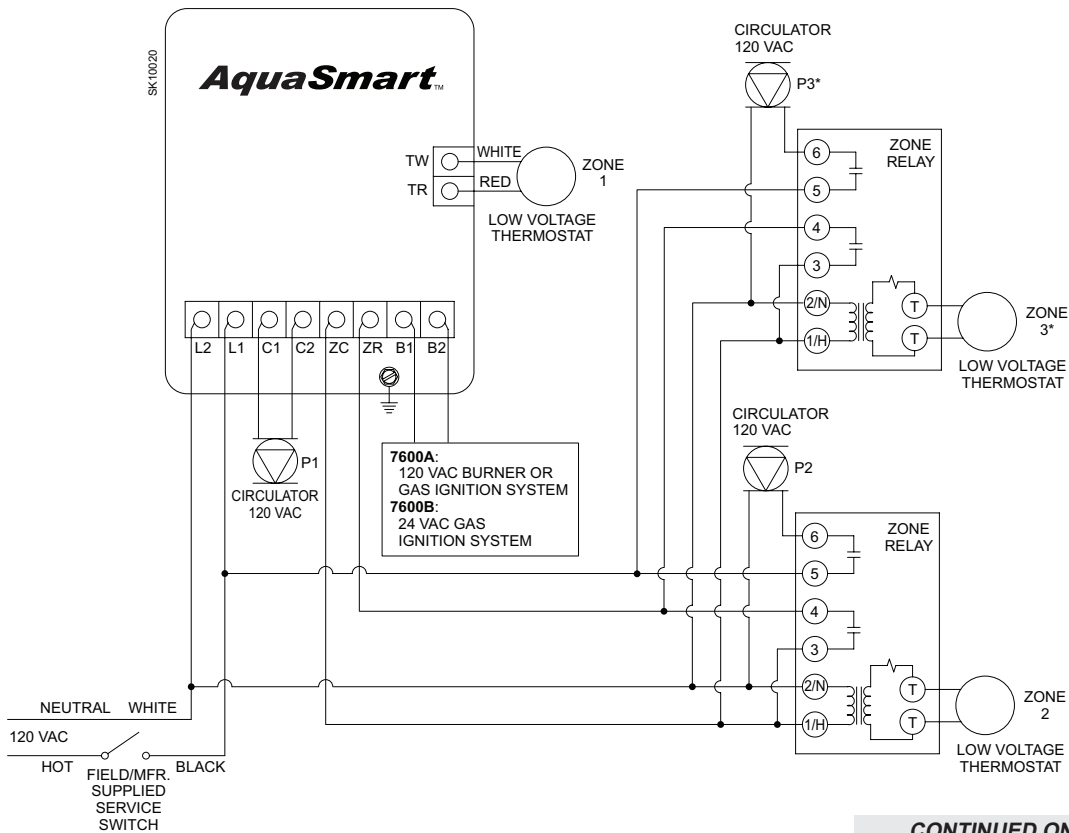 SK10020
AquaSmart™
TW
WHITE
TR
RED
ZONE
1
LOW VOLTAGE
THERMOSTAT
L2
L1
C1
C2
ZC
ZR
B1
B2
P1
CIRCULATOR
120 VAC
7600A:
120 VAC BURNER OR
GAS IGNITION SYSTEM
7600B:
24 VAC GAS
IGNITION SYSTEM
CIRCULATOR
120 VAC
P3*
ZONE
RELAY
6
5
4
3
2/N
1/H
T
T
ZONE
3*
LOW VOLTAGE
THERMOSTAT
CIRCULATOR
120 VAC
P2
ZONE
RELAY
6
5
4
3
2/N
1/H
T
T
ZONE
2
LOW VOLTAGE
THERMOSTAT
NEUTRAL WHITE
120 VAC
HOT
BLACK
FIELD/MFR.
SUPPLIED
SERVICE
SWITCH
CONTINUED ON